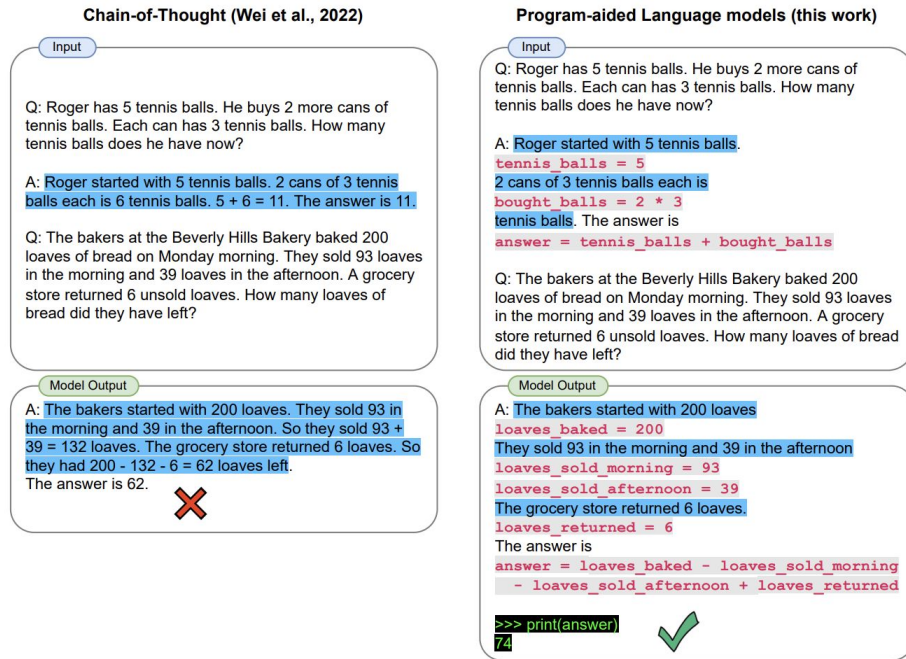 Chain-of-Thought (Wei et al., 2022)
Input
Q: Roger has 5 tennis balls. He buys 2 more cans of
tennis balls. Each can has 3 tennis balls. How many
tennis balls does he have now?
A: Roger started with 5 tennis balls. 2 cans of 3 tennis
balls each is 6 tennis balls. 5 + 6 = 11. The answer is 11.
Q: The bakers at the Beverly Hills Bakery baked 200
loaves of bread on Monday morning. They sold 93 loaves
in the morning and 39 loaves in the afternoon. A grocery
store returned 6 unsold loaves. How many loaves of
bread did they have left?
Model Output
A: The bakers started with 200 loaves. They sold 93 in
the morning and 39 in the afternoon. So they sold 93 +
39 = 132 loaves. The grocery store returned 6 loaves. So
they had 200 - 132 - 6 = 62 loaves left.
The answer is 62.
Program-aided Language models (this work)
Input
Q: Roger has 5 tennis balls. He buys 2 more cans of
tennis balls. Each can has 3 tennis balls. How many
tennis balls does he have now?
A: Roger started with 5 tennis balls.
tennis_balls = 5
2 cans of 3 tennis balls each is
bought_balls = 2 * 3
tennis balls. The answer is
answer = tennis_balls + bought_balls
Q: The bakers at the Beverly Hills Bakery baked 200
loaves of bread on Monday morning. They sold 93 loaves
in the morning and 39 loaves in the afternoon. A grocery
store returned 6 unsold loaves. How many loaves of bread
did they have left?
Model Output
A: The bakers started with 200 loaves
loaves_baked = 200
They sold 93 in the morning and 39 in the afternoon
loaves_sold_morning = 93
loaves_sold_afternoon = 39
The grocery store returned 6 loaves.
loaves_returned = 6
The answer is
answer = loaves_baked - loaves_sold_morning
- loaves_sold_afternoon + loaves_returned
>>> print(answer)
74